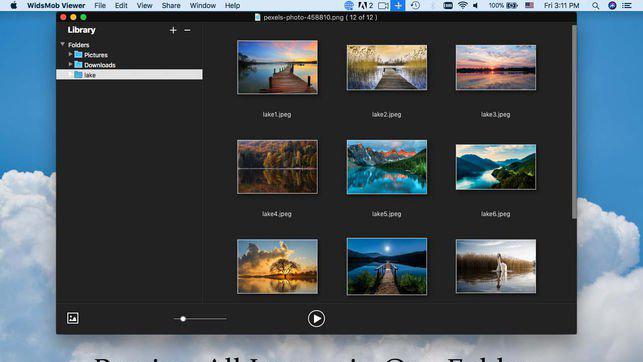 WidsMob Viewer File Edit View Share Window Help 2 100% Fri 3:11 PM
pexels-photo-458810.png ( 12 of 12 )
Library + −
Folders
Pictures
Downloads
lake
lake1.jpeg lake2.jpeg lake3.jpeg
lake4.jpeg lake5.jpeg lake6.jpeg